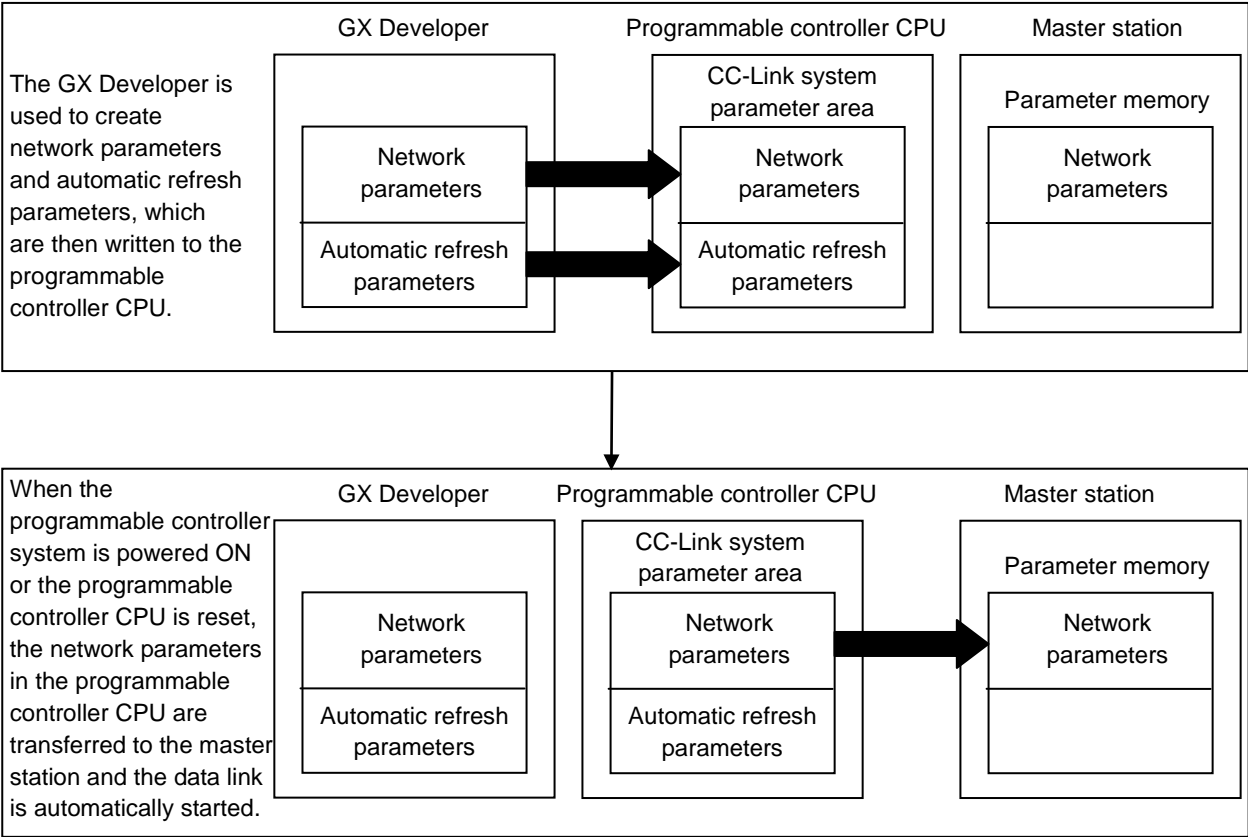 GX Developer
Programmable controller CPU
Master station
The GX Developer is
used to create
network parameters
and automatic refresh
parameters, which
are then written to the
programmable
controller CPU.
Network
parameters
Automatic refresh
parameters
CC-Link system
parameter area
Network
parameters
Automatic refresh
parameters
Parameter memory
Network
parameters
When the
programmable controller
system is powered ON
or the programmable
controller CPU is reset,
the network parameters
in the programmable
controller CPU are
transferred to the master
station and the data link
is automatically started.
GX Developer
Programmable controller CPU
Master station
Network
parameters
Automatic refresh
parameters
CC-Link system
parameter area
Network
parameters
Automatic refresh
parameters
Parameter memory
Network
parameters